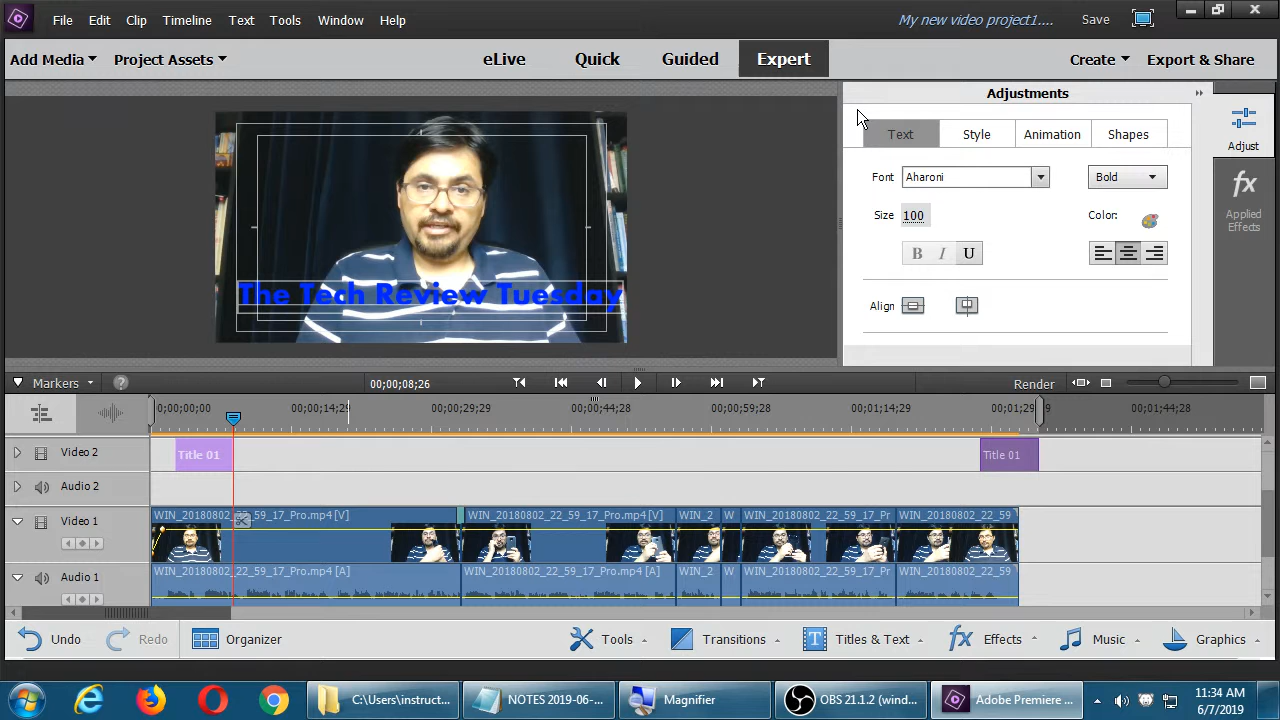 File Edit Clip Timeline Text Tools Window Help My new video project1.... Save
Add Media Project Assets eLive Quick Guided Expert Create Export & Share
Adjustments
Text Style Animation Shapes
Adjust
Font Aharoni Bold
Size 100 Color:
fx
Applied
Effects
B I U
Align
The Tech Review Tuesday
Markers ? 00;00;08;26 Render
0;00;00;00 00;00;14;29 00;00;29;29 00;00;44;28 00;00;59;28 00;01;14;29 00;01;29; 9 00;01;44;28
Video 2 Title 01 Title 01
Audio 2
Video 1 WIN_20180802_22_59_17_Pro.mp4 [V] WIN_20180802_22_59_17_Pro.mp4 [V] WIN_2 W WIN_20180802_22_59_17_Pr WIN_20180802_22_59
Audio 1 WIN_20180802_22_59_17_Pro.mp4 [A] WIN_20180802_22_59_17_Pro.mp4 [A] WIN_2 W WIN_20180802_22_59_17_Pr WIN_20180802_22_59
Undo Redo Organizer Tools T Titles & Text fx Effects Music Graphics
C:\Users\instruct... NOTES 2019-06-... Magnifier OBS 21.1.2 (wind... Adobe Premiere ... 11:34 AM
6/7/2019